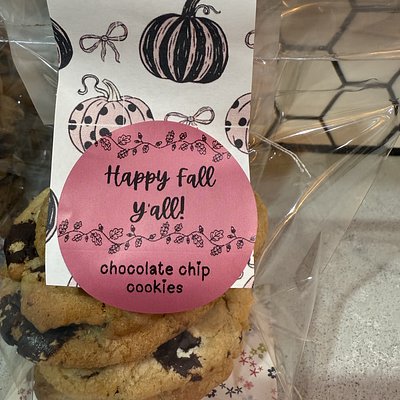 Happy Fall
Y'all!
chocolate chip
cookies